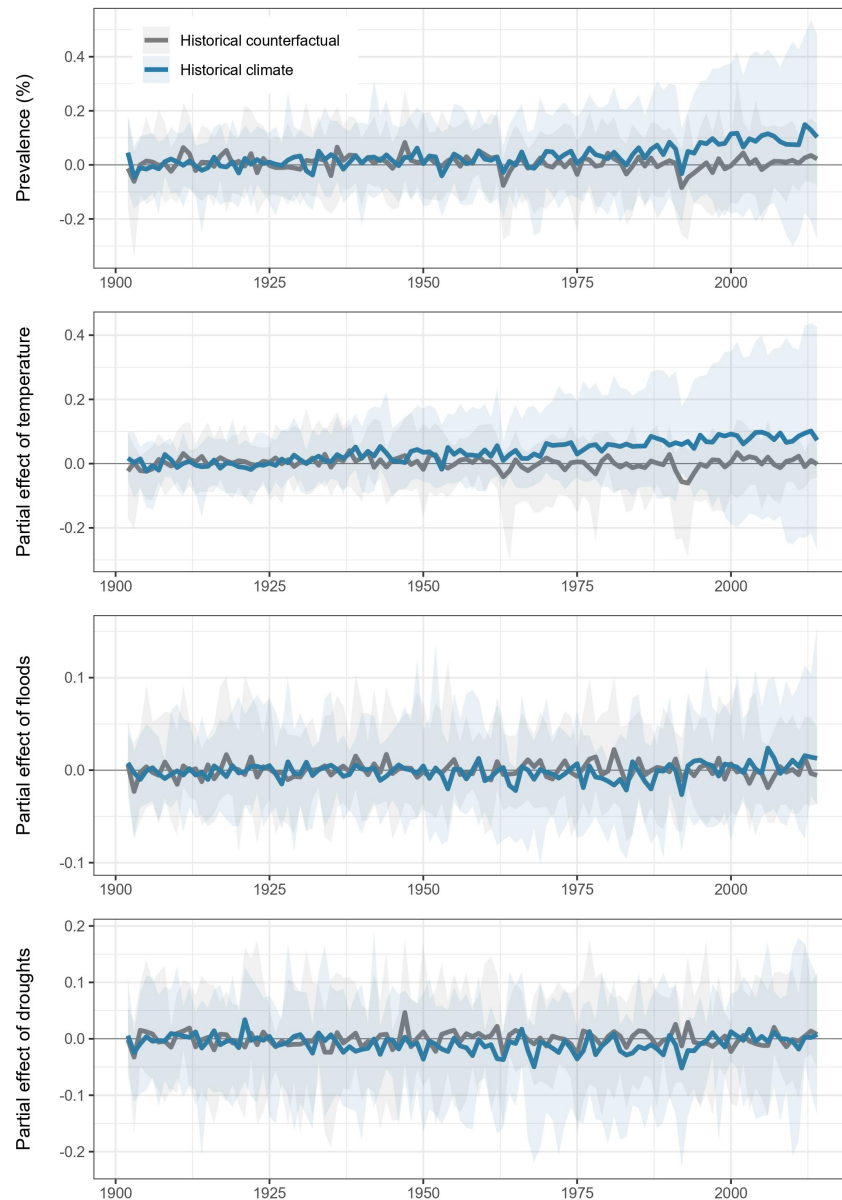 Historical counterfactual
Historical climate
Prevalence (%)
0.4
0.2
0.0
-0.2
1900 1925 1950 1975 2000
Partial effect of temperature
0.4
0.2
0.0
-0.2
1900 1925 1950 1975 2000
Partial effect of floods
0.1
0.0
-0.1
1900 1925 1950 1975 2000
Partial effect of droughts
0.2
0.1
0.0
-0.1
-0.2
1900 1925 1950 1975 2000